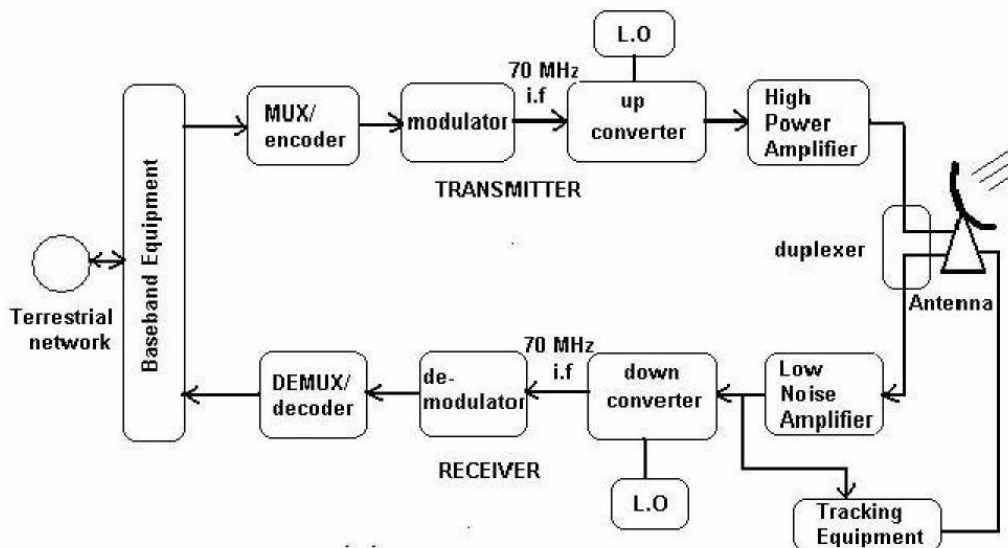 L.O
70 MHz
i.f
MUX/
encoder
modulator
up
converter
High
Power
Amplifier
TRANSMITTER
Baseband Equipment
duplexer
Antenna
Terrestrial
network
70 MHz
i.f
DEMUX/
decoder
de-
modulator
down
converter
Low
Noise
Amplifier
RECEIVER
L.O
Tracking
Equipment